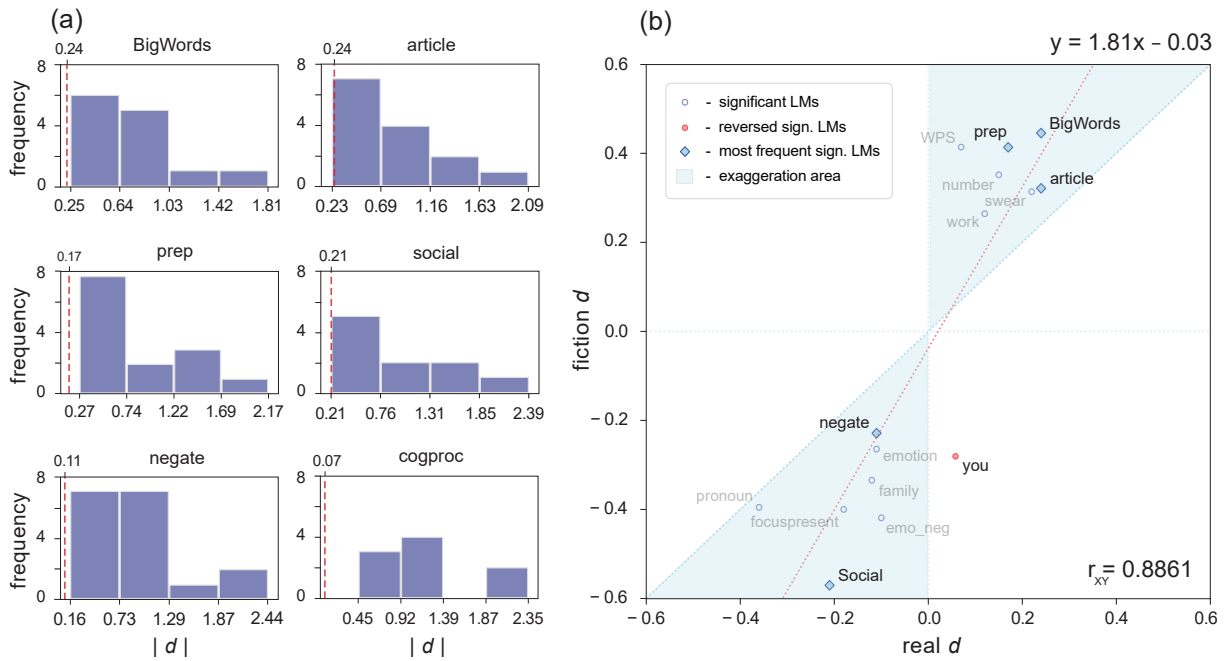 (a)
BigWords
0.24
frequency
8
4
0
0.25 0.64 1.03 1.42 1.81
article
0.24
8
4
0
0.23 0.69 1.16 1.63 2.09
prep
0.17
frequency
8
4
0
0.27 0.74 1.22 1.69 2.17
social
0.21
8
4
0
0.21 0.76 1.31 1.85 2.39
negate
0.11
frequency
8
4
0
0.16 0.73 1.29 1.87 2.44
| d |
cogproc
0.07
8
4
0
0.45 0.92 1.39 1.87 2.35
| d |
(b)
y = 1.81x – 0.03
- significant LMs
- reversed sign. LMs
- most frequent sign. LMs
- exaggeration area
fiction d
0.6
0.4
0.2
0.0
– 0.2
– 0.4
– 0.6
WPS
prep
BigWords
number
article
swear
work
negate
emotion
you
family
pronoun
focuspresent
emo_neg
Social
r_XY = 0.8861
−0.6 −0.4 −0.2 0.0 0.2 0.4 0.6
real d